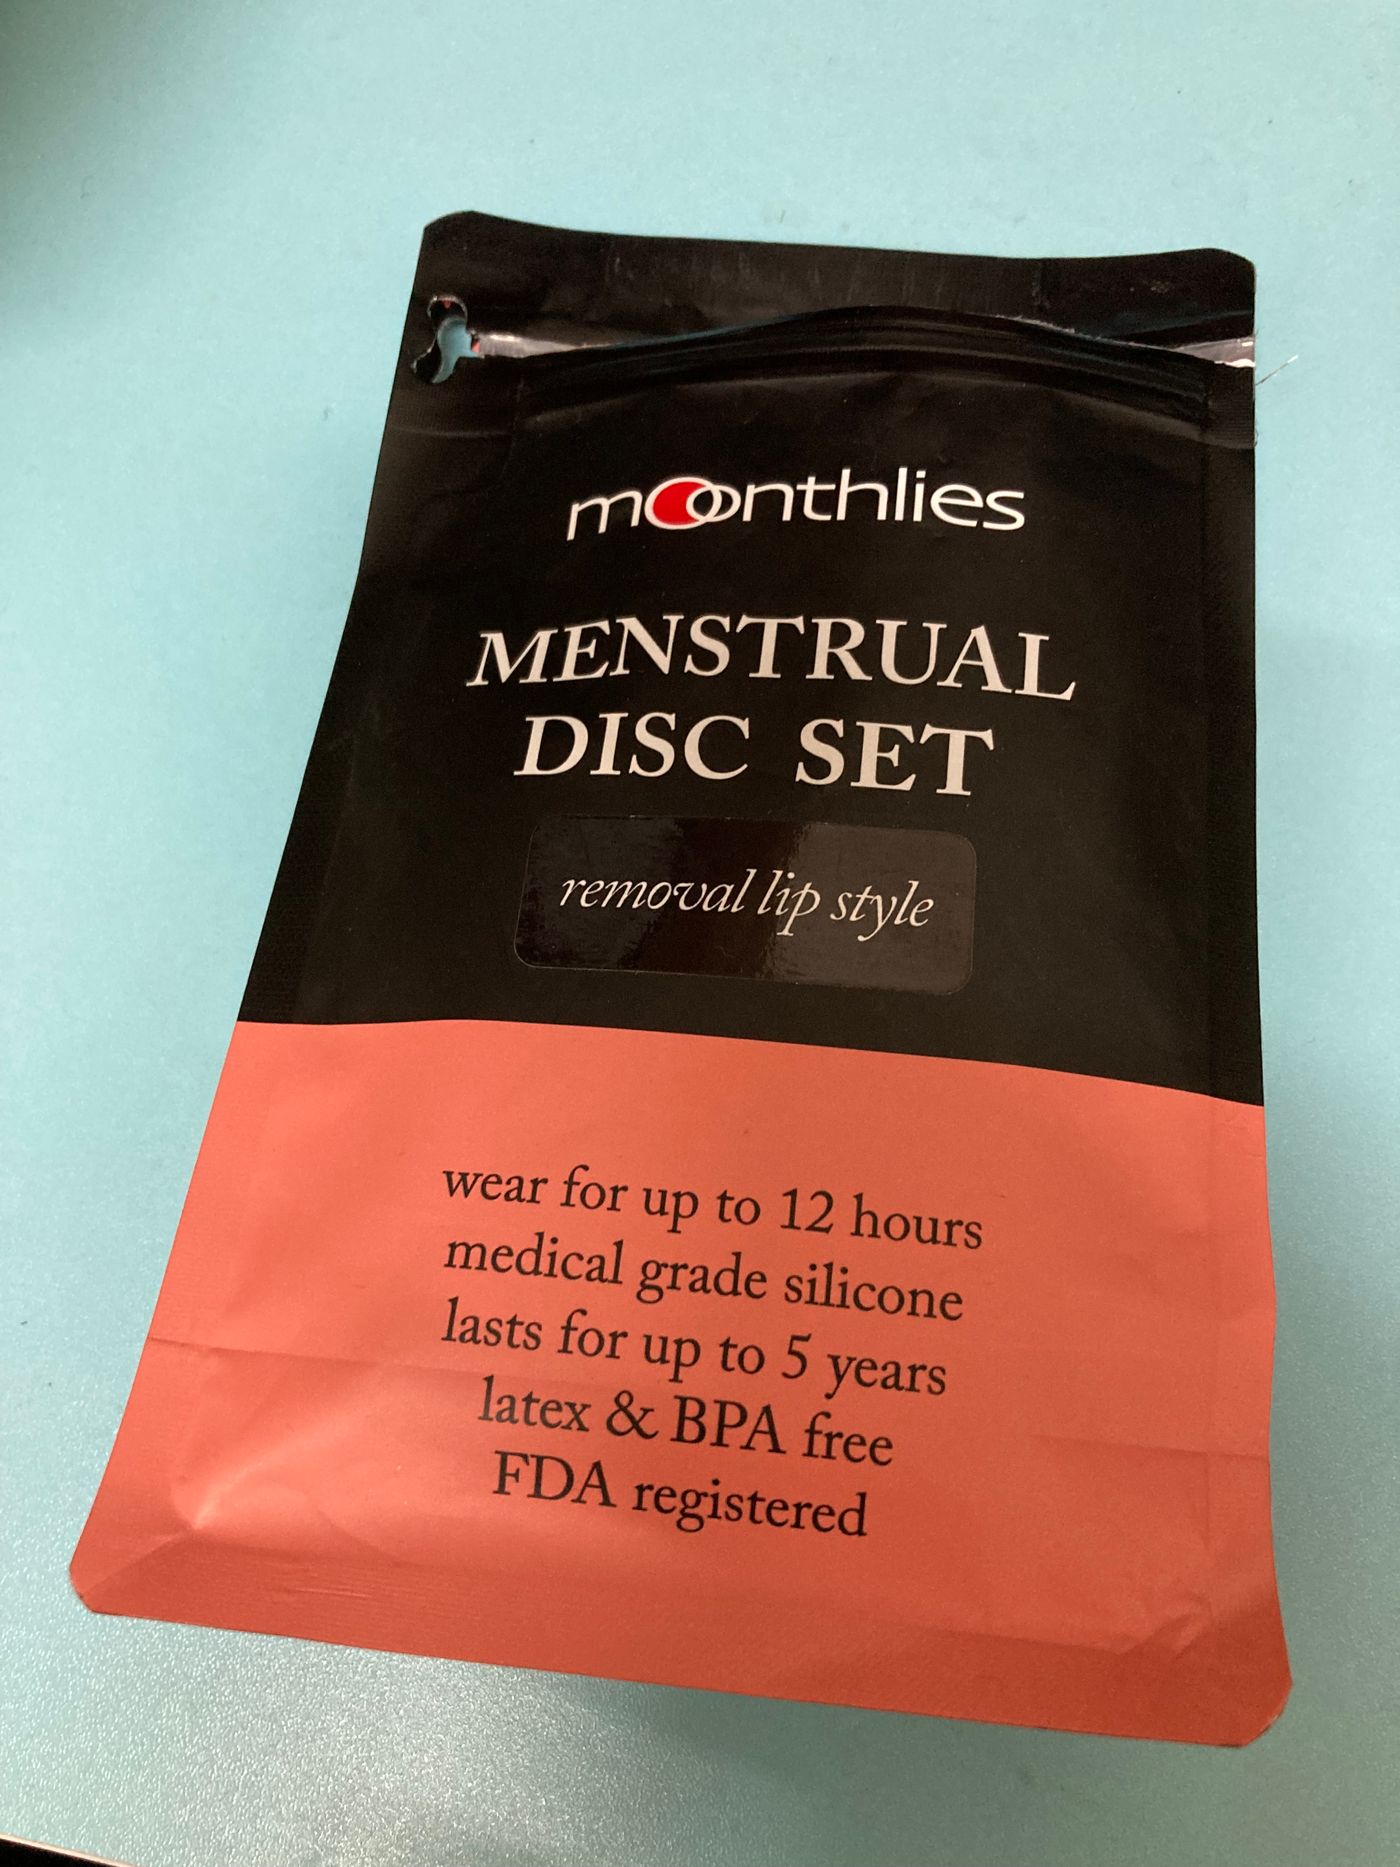 moonthlies
MENSTRUAL
DISC SET
removal lip style
wear for up to 12 hours
medical grade silicone
lasts for up to 5 years
latex & BPA free
FDA registered